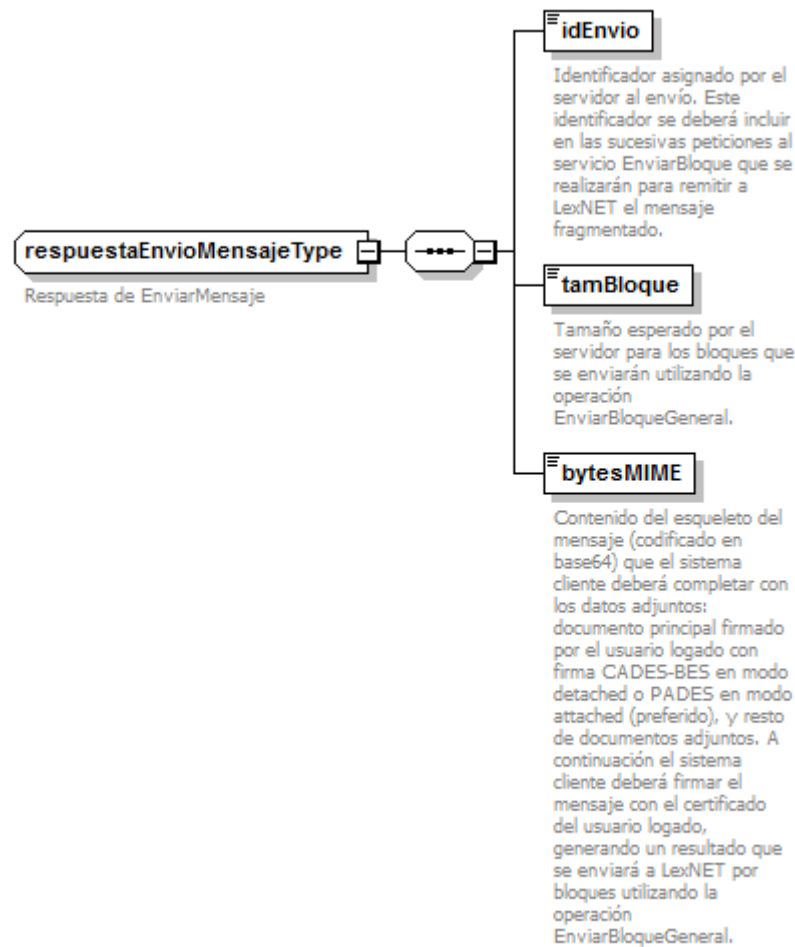 idEnvio
Identificador asignado por el
servidor al envío. Este
identificador se deberá incluir
en las sucesivas peticiones al
servicio EnviarBloque que se
realizarán para remitir a
LexNET el mensaje
fragmentado.
respuestaEnvioMensajeType
Respuesta de EnviarMensaje
tamBloque
Tamaño esperado por el
servidor para los bloques que
se enviarán utilizando la
operación
EnviarBloqueGeneral.
bytesMIME
Contenido del esqueleto del
mensaje (codificado en
base64) que el sistema
cliente deberá completar con
los datos adjuntos:
documento principal firmado
por el usuario logado con
firma CADES-BES en modo
detached o PADES en modo
attached (preferido), y resto
de documentos adjuntos. A
continuación el sistema
cliente deberá firmar el
mensaje con el certificado
del usuario logado,
generando un resultado que
se enviará a LexNET por
bloques utilizando la
operación
EnviarBloqueGeneral.